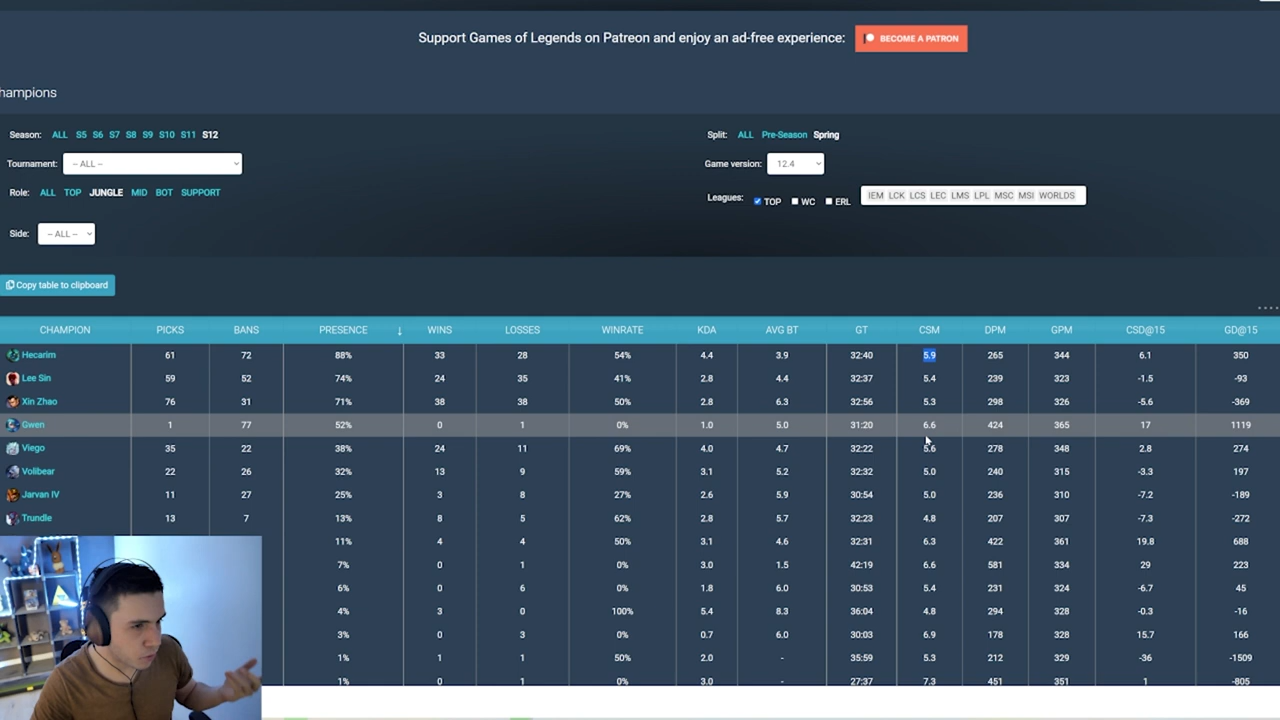 Support Games of Legends on Patreon and enjoy an ad-free experience: BECOME A PATRON
hampions
Season: ALL S5 S6 S7 S8 S9 S10 S11 S12 Split: ALL Pre-Season Spring
Tournament: -- ALL -- Game version: 12.4
Role: ALL TOP JUNGLE MID BOT SUPPORT Leagues: TOP WC ERL IEM LCK LCS LEC LMS LPL MSC MSI WORLDS
Side: -- ALL --
Copy table to clipboard
CHAMPION PICKS BANS PRESENCE ↓ WINS LOSSES WINRATE KDA AVG BT GT CSM DPM GPM CSD@15 GD@15
Hecarim 61 72 88% 33 28 54% 4.4 3.9 32:40 5.9 265 344 6.1 350
Lee Sin 59 52 74% 24 35 41% 2.8 4.4 32:37 5.4 239 323 -1.5 -93
Xin Zhao 76 31 71% 38 38 50% 2.8 6.3 32:56 5.3 298 326 -5.6 -369
Gwen 1 77 52% 0 1 0% 1.0 5.0 31:20 6.6 424 365 17 1119
Viego 35 22 38% 24 11 69% 4.0 4.7 32:22 5.6 278 348 2.8 274
Volibear 22 26 32% 13 9 59% 3.1 5.2 32:32 5.0 240 315 -3.3 197
Jarvan IV 11 27 25% 3 8 27% 2.6 5.9 30:54 5.0 236 310 -7.2 -189
Trundle 13 7 13% 8 5 62% 2.8 5.7 32:23 4.8 207 307 -7.3 -272
11% 4 4 50% 3.1 4.6 32:31 6.3 422 361 19.8 688
7% 0 1 0% 3.0 1.5 42:19 6.6 581 334 29 223
6% 0 6 0% 1.8 6.0 30:53 5.4 231 324 -6.7 45
4% 3 0 100% 5.4 8.3 36:04 4.8 294 328 -0.3 -16
3% 0 3 0% 0.7 6.0 30:03 6.9 178 328 15.7 166
1% 1 1 50% 2.0 - 35:59 5.3 212 329 -36 -1509
1% 0 1 0% 3.0 - 27:37 7.3 451 351 1 -805